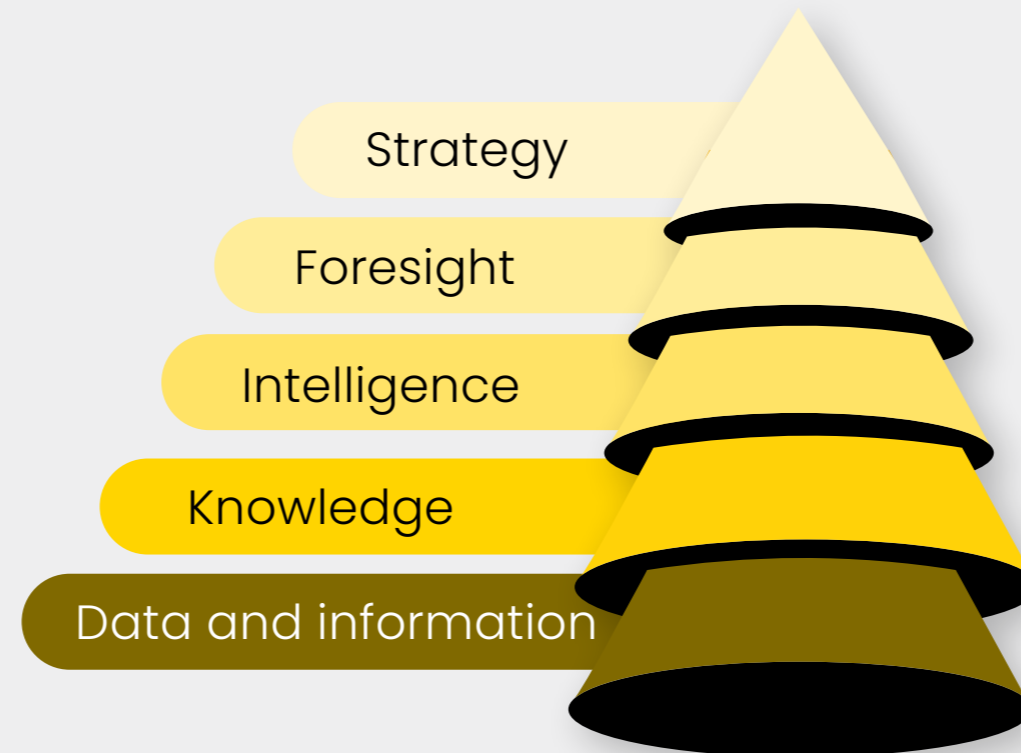 Strategy
Foresight
Intelligence
Knowledge
Data and information